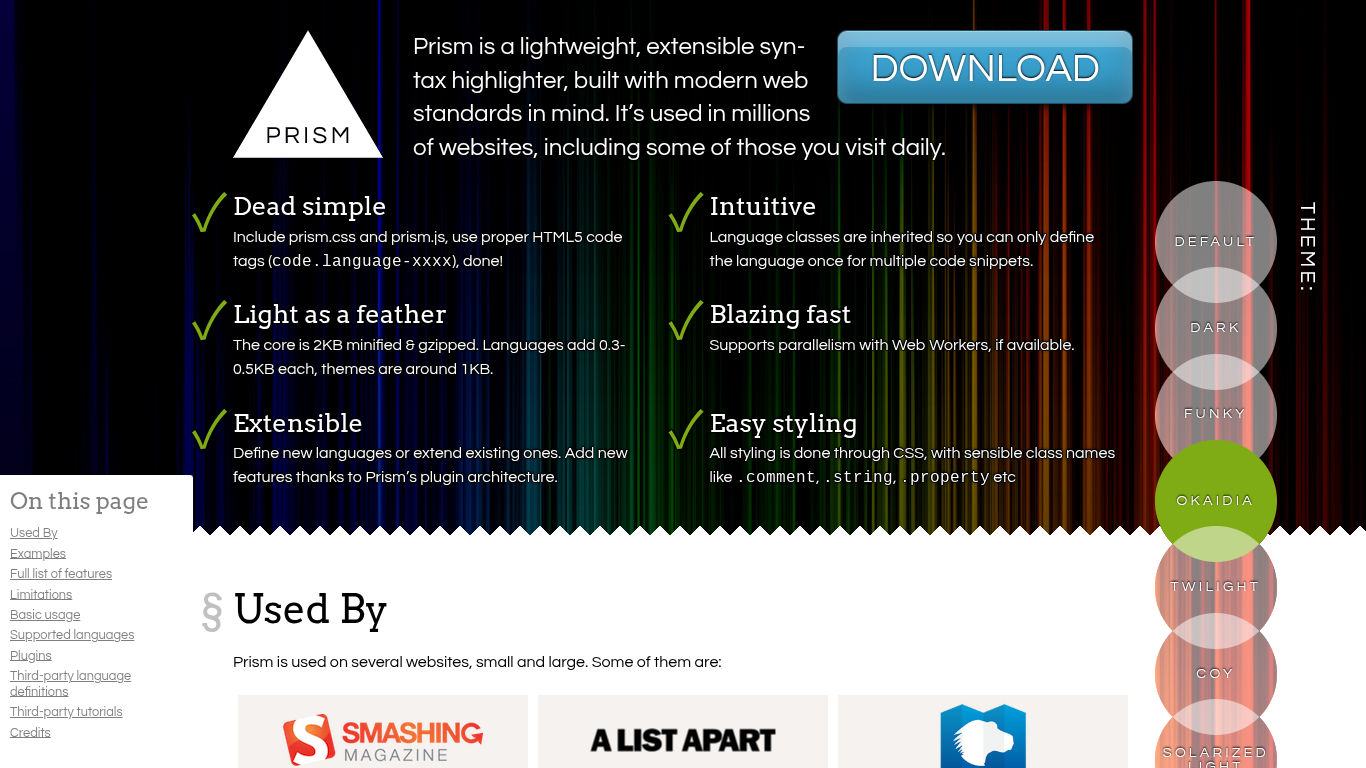 PRISM
Prism is a lightweight, extensible syn-
tax highlighter, built with modern web
standards in mind. It’s used in millions
of websites, including some of those you visit daily.
DOWNLOAD
Dead simple
Include prism.css and prism.js, use proper HTML5 code
tags (code.language-xxxx), done!
Intuitive
Language classes are inherited so you can only define
the language once for multiple code snippets.
Light as a feather
The core is 2KB minified & gzipped. Languages add 0.3-
0.5KB each, themes are around 1KB.
Blazing fast
Supports parallelism with Web Workers, if available.
Extensible
Define new languages or extend existing ones. Add new
features thanks to Prism’s plugin architecture.
Easy styling
All styling is done through CSS, with sensible class names
like .comment, .string, .property etc
THEME:
DEFAULT
DARK
FUNKY
OKAIDIA
TWILIGHT
COY
SOLARIZED
LIGHT
On this page
Used By
Examples
Full list of features
Limitations
Basic usage
Supported languages
Plugins
Third-party language
definitions
Third-party tutorials
Credits
§ Used By
Prism is used on several websites, small and large. Some of them are:
SMASHING
MAGAZINE
A LIST APART